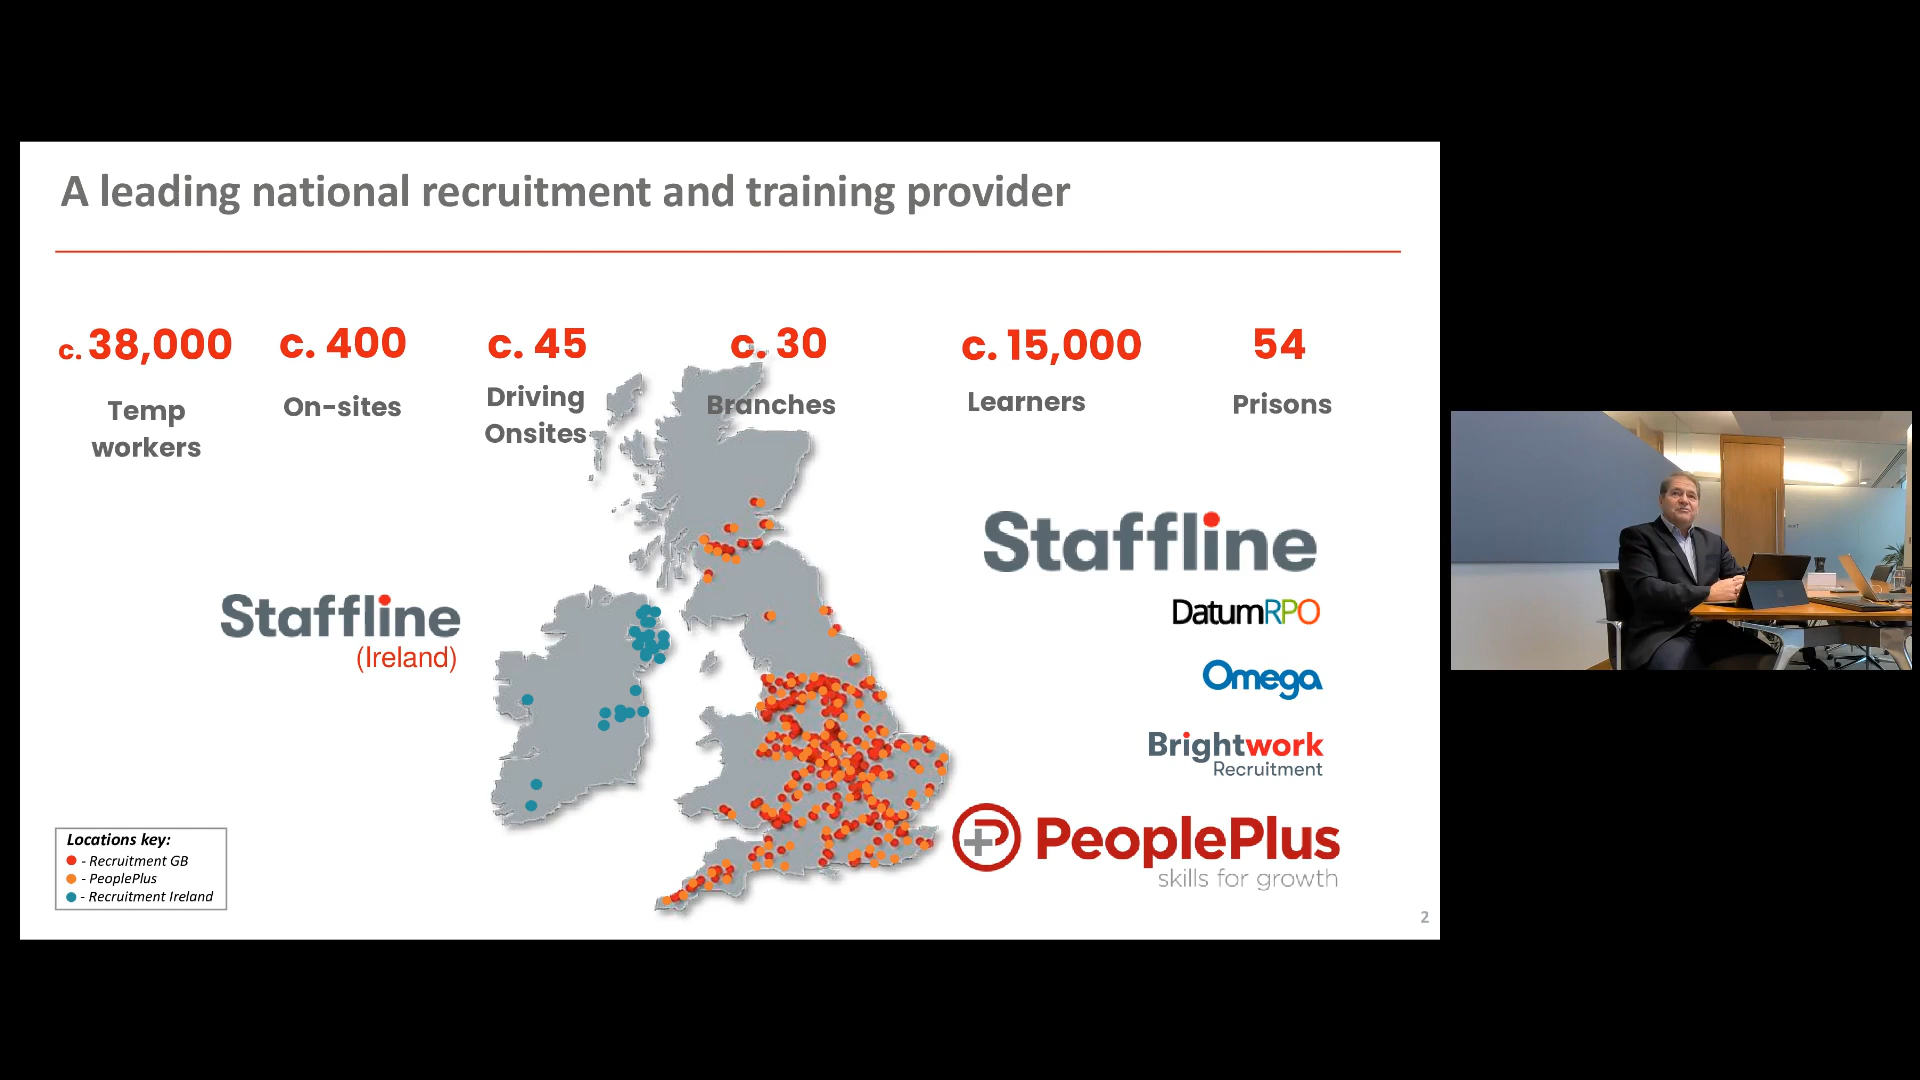 A leading national recruitment and training provider
c. 38,000
Temp
workers
c. 400
On-sites
c. 45
Driving
Onsites
c. 30
Branches
c. 15,000
Learners
54
Prisons
Staffline
(Ireland)
Staffline
DatumRPO
Omega
Brightwork
Recruitment
PeoplePlus
skills for growth
Locations key:
- Recruitment GB
- PeoplePlus
- Recruitment Ireland
2